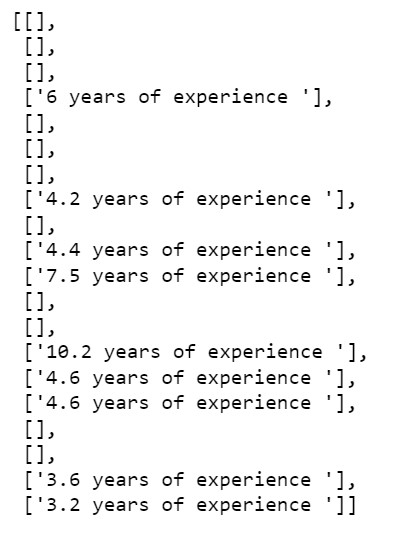 [[],
[],
[],
['6 years of experience '],
[],
[],
[],
['4.2 years of experience '],
[],
['4.4 years of experience '],
['7.5 years of experience '],
[],
[],
['10.2 years of experience '],
['4.6 years of experience '],
['4.6 years of experience '],
[],
[],
['3.6 years of experience '],
['3.2 years of experience ']]